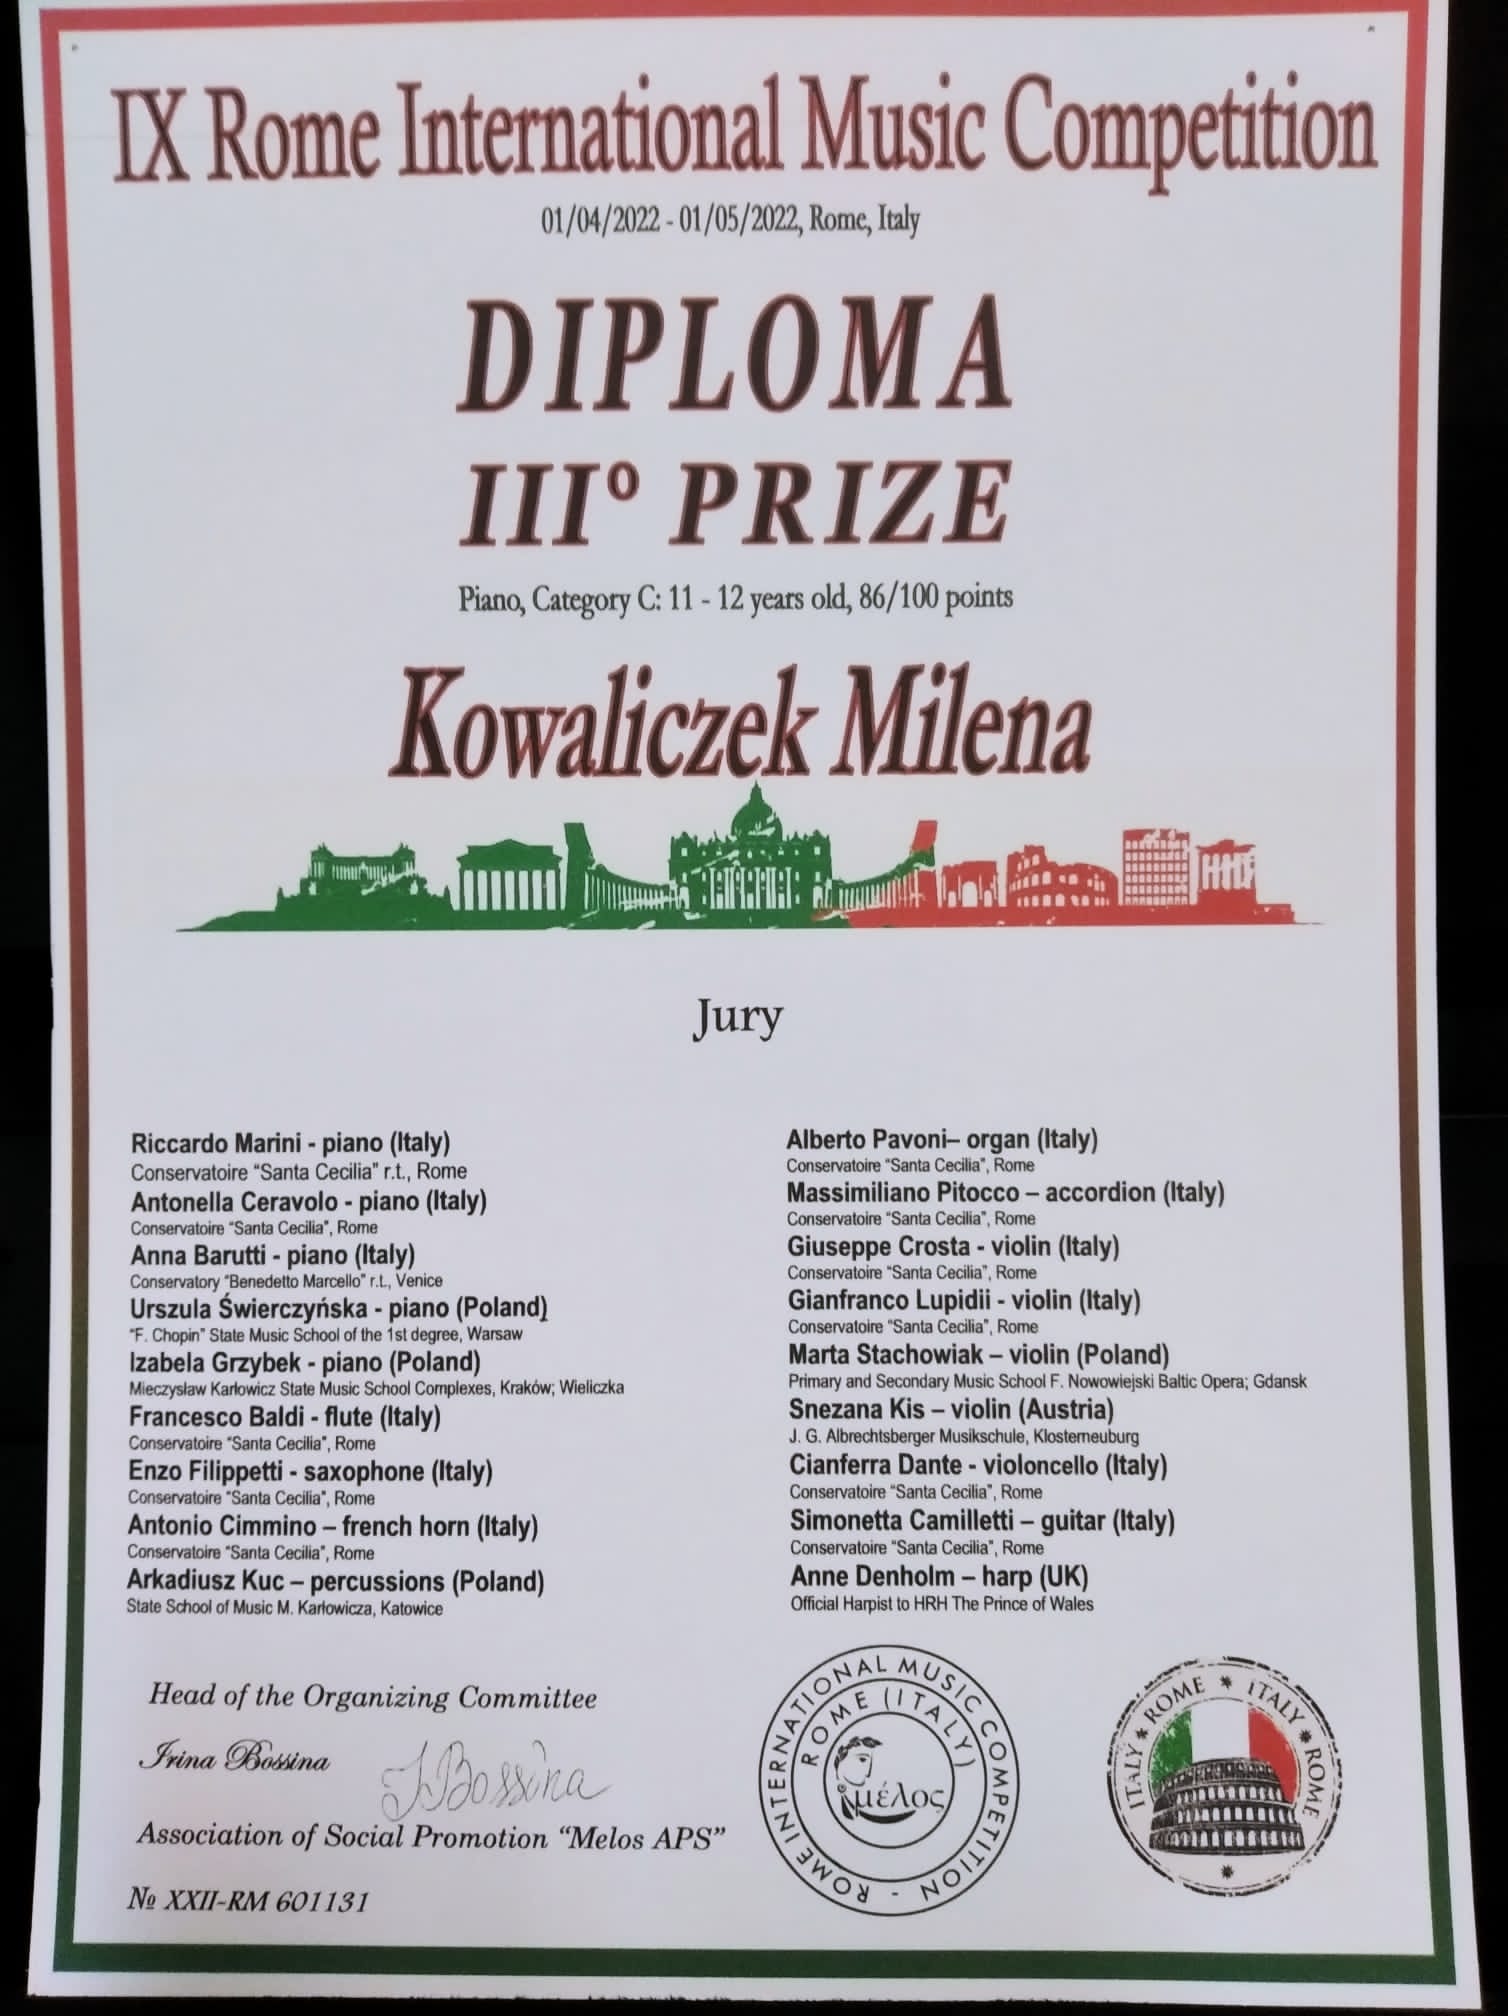 IX Rome International Music Competition
01/04/2022 - 01/05/2022, Rome, Italy
DIPLOMA
IIIº PRIZE
Piano, Category C: 11 - 12 years old, 86/100 points
Kowaliczek Milena
Jury
Riccardo Marini - piano (Italy)
Conservatoire “Santa Cecilia” r.t., Rome
Antonella Ceravolo - piano (Italy)
Conservatoire “Santa Cecilia”, Rome
Anna Barutti - piano (Italy)
Conservatory “Benedetto Marcello” r.t., Venice
Urszula Świerczyńska - piano (Poland)
“F. Chopin” State Music School of the 1st degree, Warsaw
Izabela Grzybek - piano (Poland)
Mieczysław Karłowicz State Music School Complexes, Kraków; Wieliczka
Francesco Baldi - flute (Italy)
Conservatoire “Santa Cecilia”, Rome
Enzo Filippetti - saxophone (Italy)
Conservatoire “Santa Cecilia”, Rome
Antonio Cimmino – french horn (Italy)
Conservatoire “Santa Cecilia”, Rome
Arkadiusz Kuc – percussions (Poland)
State School of Music M. Karłowicza, Katowice
Alberto Pavoni– organ (Italy)
Conservatoire “Santa Cecilia”, Rome
Massimiliano Pitocco – accordion (Italy)
Conservatoire “Santa Cecilia”, Rome
Giuseppe Crosta - violin (Italy)
Conservatoire “Santa Cecilia”, Rome
Gianfranco Lupidii - violin (Italy)
Conservatoire “Santa Cecilia”, Rome
Marta Stachowiak – violin (Poland)
Primary and Secondary Music School F. Nowowiejski Baltic Opera; Gdansk
Snezana Kis – violin (Austria)
J. G. Albrechtsberger Musikschule, Klosterneuburg
Cianferra Dante - violoncello (Italy)
Conservatoire “Santa Cecilia”, Rome
Simonetta Camilletti – guitar (Italy)
Conservatoire “Santa Cecilia”, Rome
Anne Denholm – harp (UK)
Official Harpist to HRH The Prince of Wales
Head of the Organizing Committee
Irina Bossina
IBossina
Association of Social Promotion “Melos APS”
№ XXII-RM 601131
ROME INTERNATIONAL MUSIC COMPETITION -
ROME (ITALY)
μέλος
ITALY * ROME * ITALY * ROME